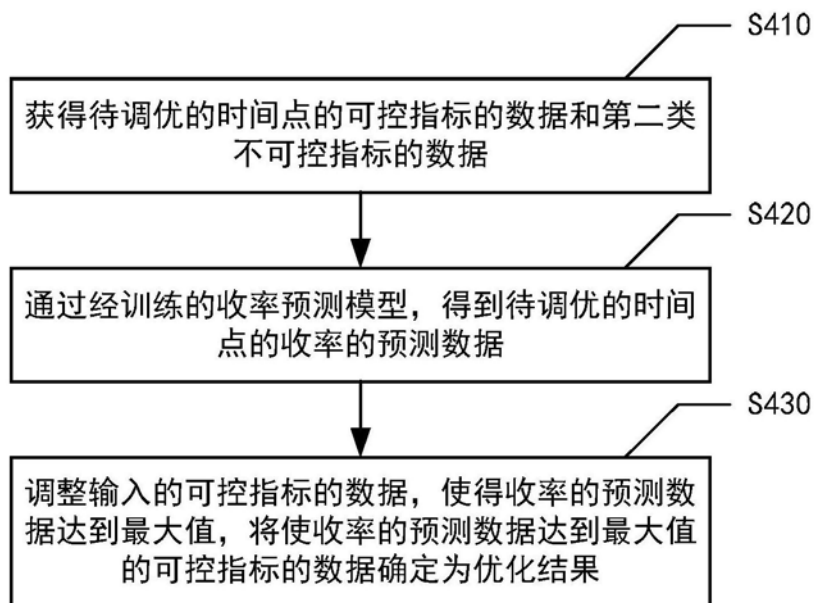 S410
获得待调优的时间点的可控指标的数据和第二类
不可控指标的数据
S420
通过经训练的收率预测模型，得到待调优的时间
点的收率的预测数据
S430
调整输入的可控指标的数据，使得收率的预测数
据达到最大值，将使收率的预测数据达到最大值
的可控指标的数据确定为优化结果